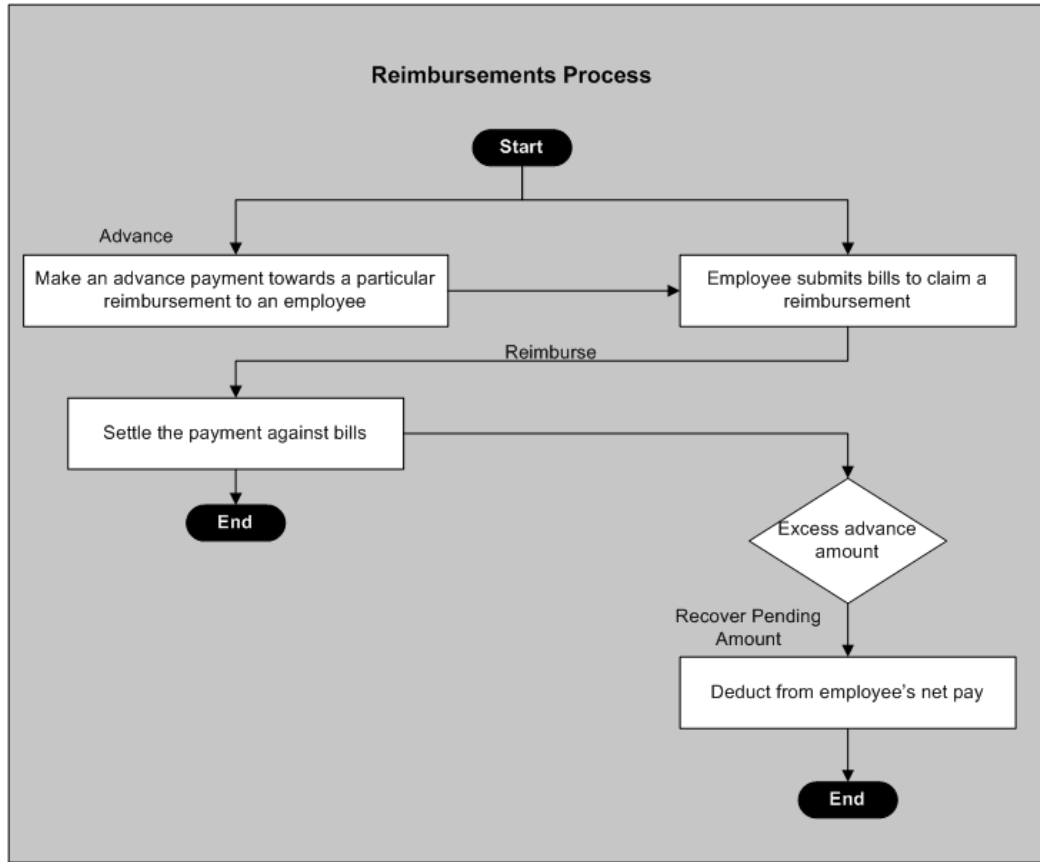 Reimbursements Process
Start
Advance
Make an advance payment towards a particular
reimbursement to an employee
Employee submits bills to claim a
reimbursement
Reimburse
Settle the payment against bills
End
Excess advance
amount
Recover Pending
Amount
Deduct from employee's net pay
End